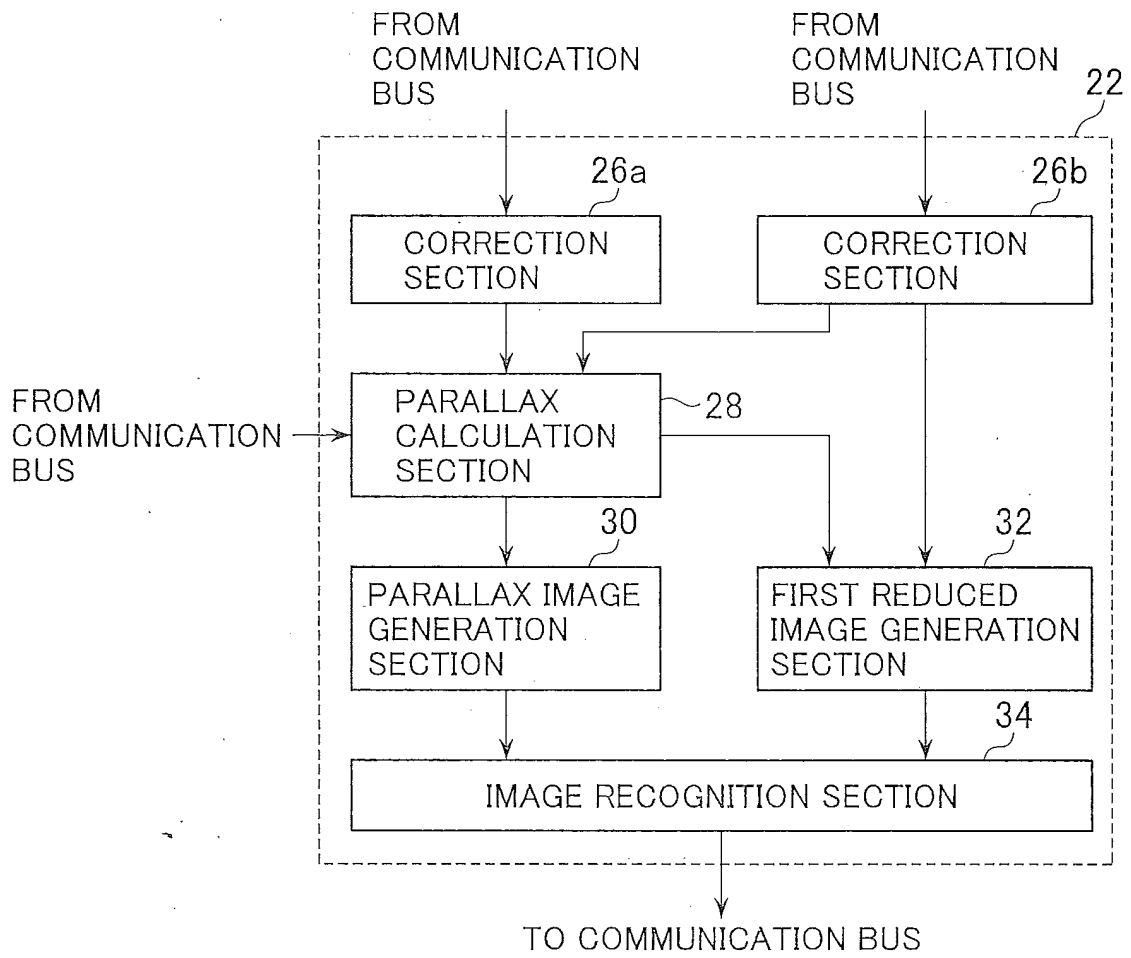 FROM
COMMUNICATION
BUS
FROM
COMMUNICATION
BUS
22
26a
26b
CORRECTION
SECTION
CORRECTION
SECTION
FROM
COMMUNICATION
BUS
PARALLAX
CALCULATION
SECTION
28
30
32
PARALLAX IMAGE
GENERATION
SECTION
FIRST REDUCED
IMAGE GENERATION
SECTION
34
IMAGE RECOGNITION SECTION
TO COMMUNICATION BUS